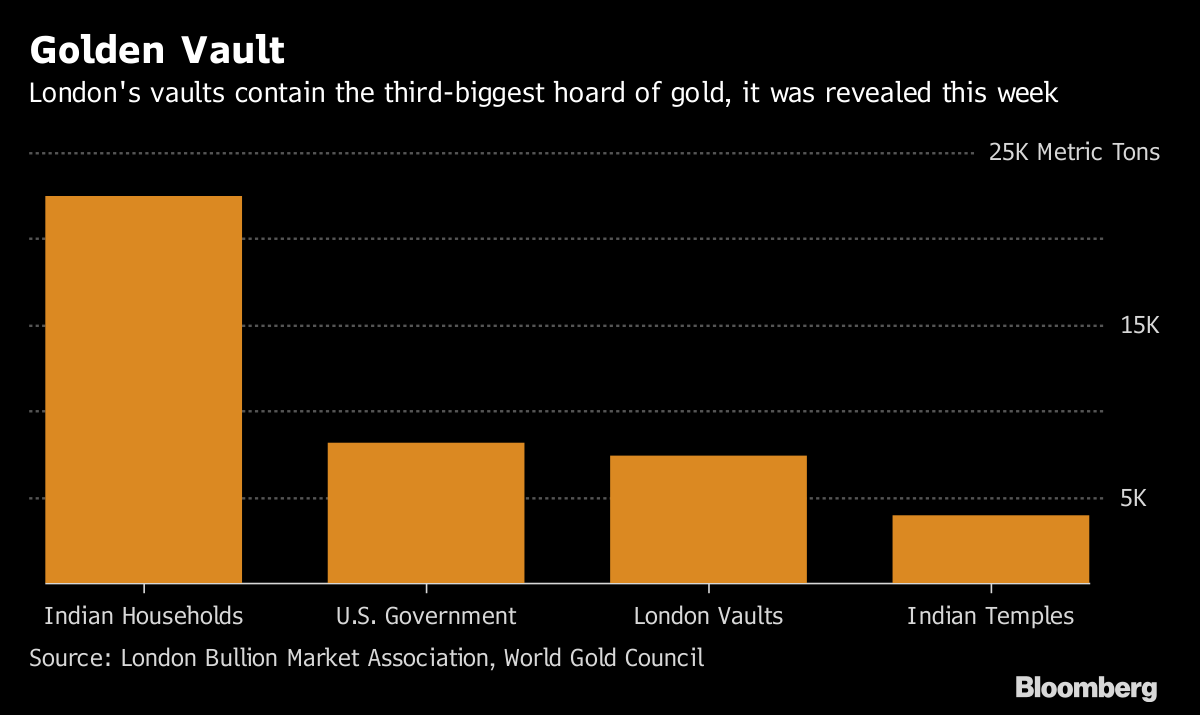 Golden Vault
London's vaults contain the third-biggest hoard of gold, it was revealed this week
25K Metric Tons
15K
5K
Indian Households
U.S. Government
London Vaults
Indian Temples
Source: London Bullion Market Association, World Gold Council
Bloomberg